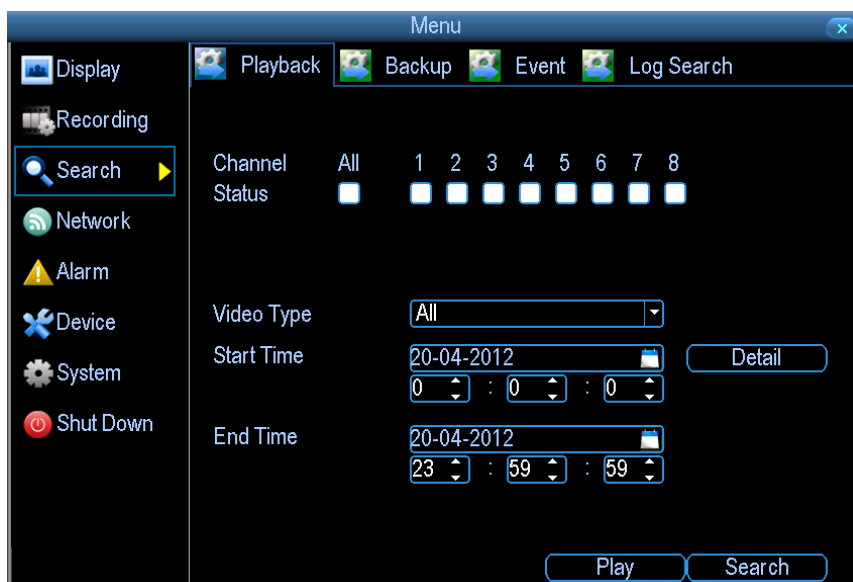 Menu
Display
Recording
Search
Network
Alarm
Device
System
Shut Down
Playback Backup Event Log Search
Channel All 1 2 3 4 5 6 7 8
Status
Video Type All
Start Time 20-04-2012 Detail
0 : 0 : 0
End Time 20-04-2012
23 : 59 : 59
Play Search